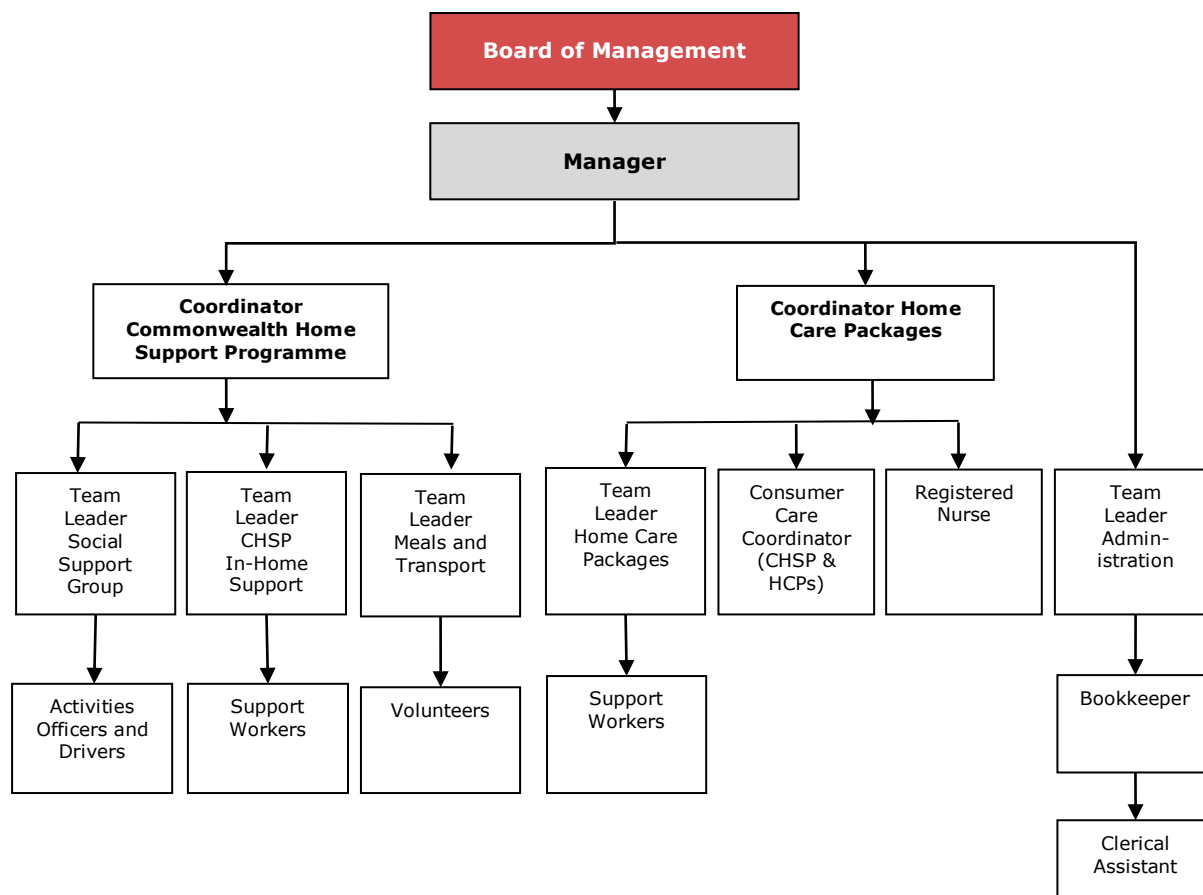 Board of Management
Manager
Coordinator
Commonwealth Home
Support Programme
Coordinator Home
Care Packages
Team
Leader
Social
Support
Group
Team
Leader
CHSP
In-Home
Support
Team
Leader
Meals and
Transport
Team
Leader
Home Care
Packages
Consumer
Care
Coordinator
(CHSP &
HCPs)
Registered
Nurse
Team
Leader
Admin-
istration
Activities
Officers and
Drivers
Support
Workers
Volunteers
Support
Workers
Bookkeeper
Clerical
Assistant